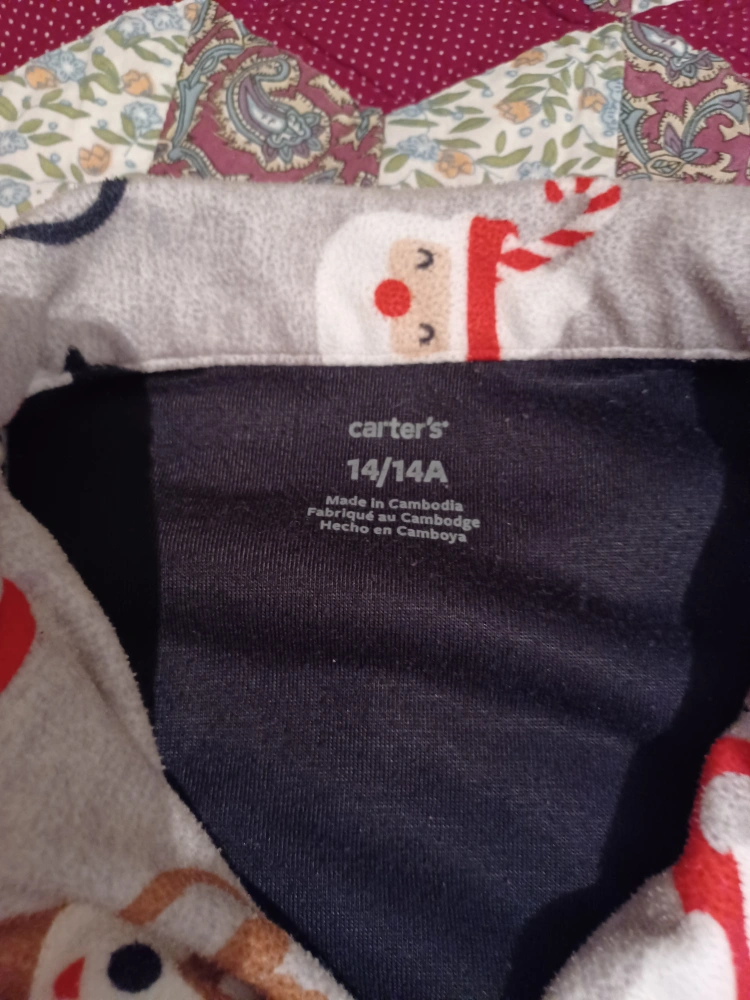 carter's
14/14A
Made in Cambodia
Fabriqué au Cambodge
Hecho en Camboya